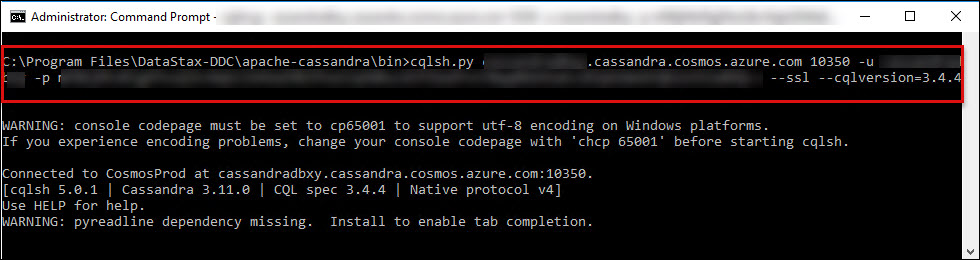 Administrator: Command Prompt -
C:\Program Files\DataStax-DDC\apache-cassandra\bin>cqlsh.py .cassandra.cosmos.azure.com 10350 -u
-p --ssl --cqlversion=3.4.4
WARNING: console codepage must be set to cp65001 to support utf-8 encoding on Windows platforms.
If you experience encoding problems, change your console codepage with 'chcp 65001' before starting cqlsh.
Connected to CosmosProd at cassandradbxy.cassandra.cosmos.azure.com:10350.
[cqlsh 5.0.1 | Cassandra 3.11.0 | CQL spec 3.4.4 | Native protocol v4]
Use HELP for help.
WARNING: pyreadline dependency missing.  Install to enable tab completion.